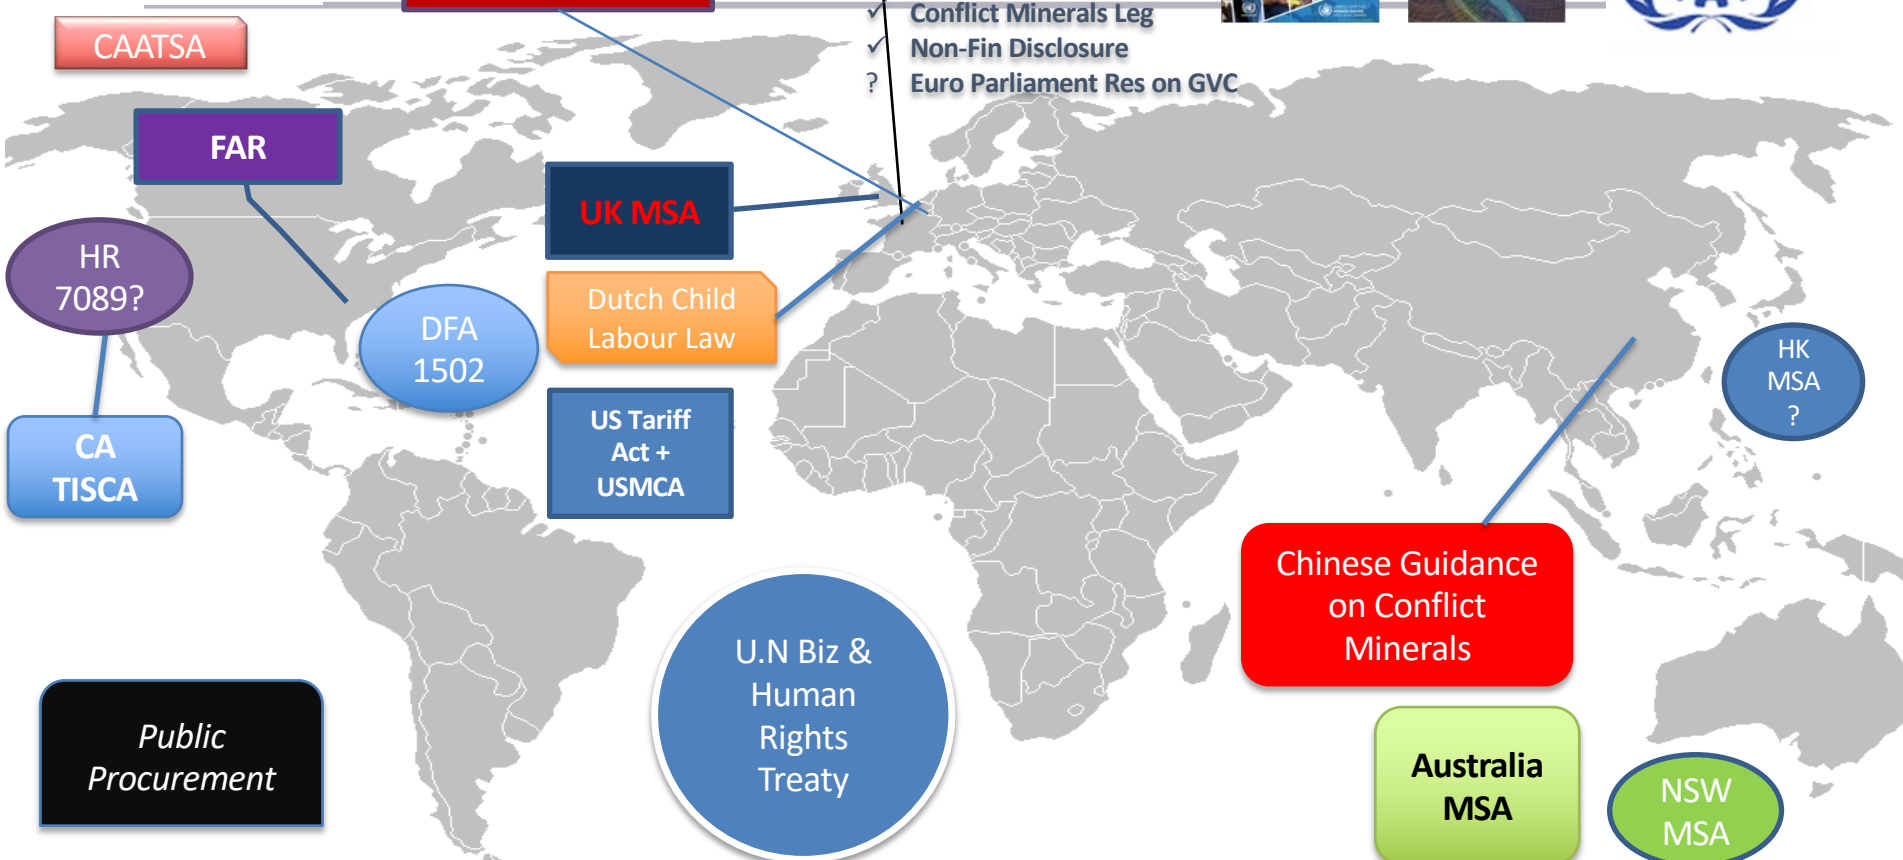 ✓ Conflict Minerals Leg
✓ Non-Fin Disclosure
? Euro Parliament Res on GVC
CAATSA
FAR
UK MSA
HR
7089?
Dutch Child
Labour Law
DFA
1502
HK
MSA
?
US Tariff
Act +
USMCA
CA
TISCA
Chinese Guidance
on Conflict
Minerals
U.N Biz &
Human
Rights
Treaty
Public
Procurement
Australia
MSA
NSW
MSA